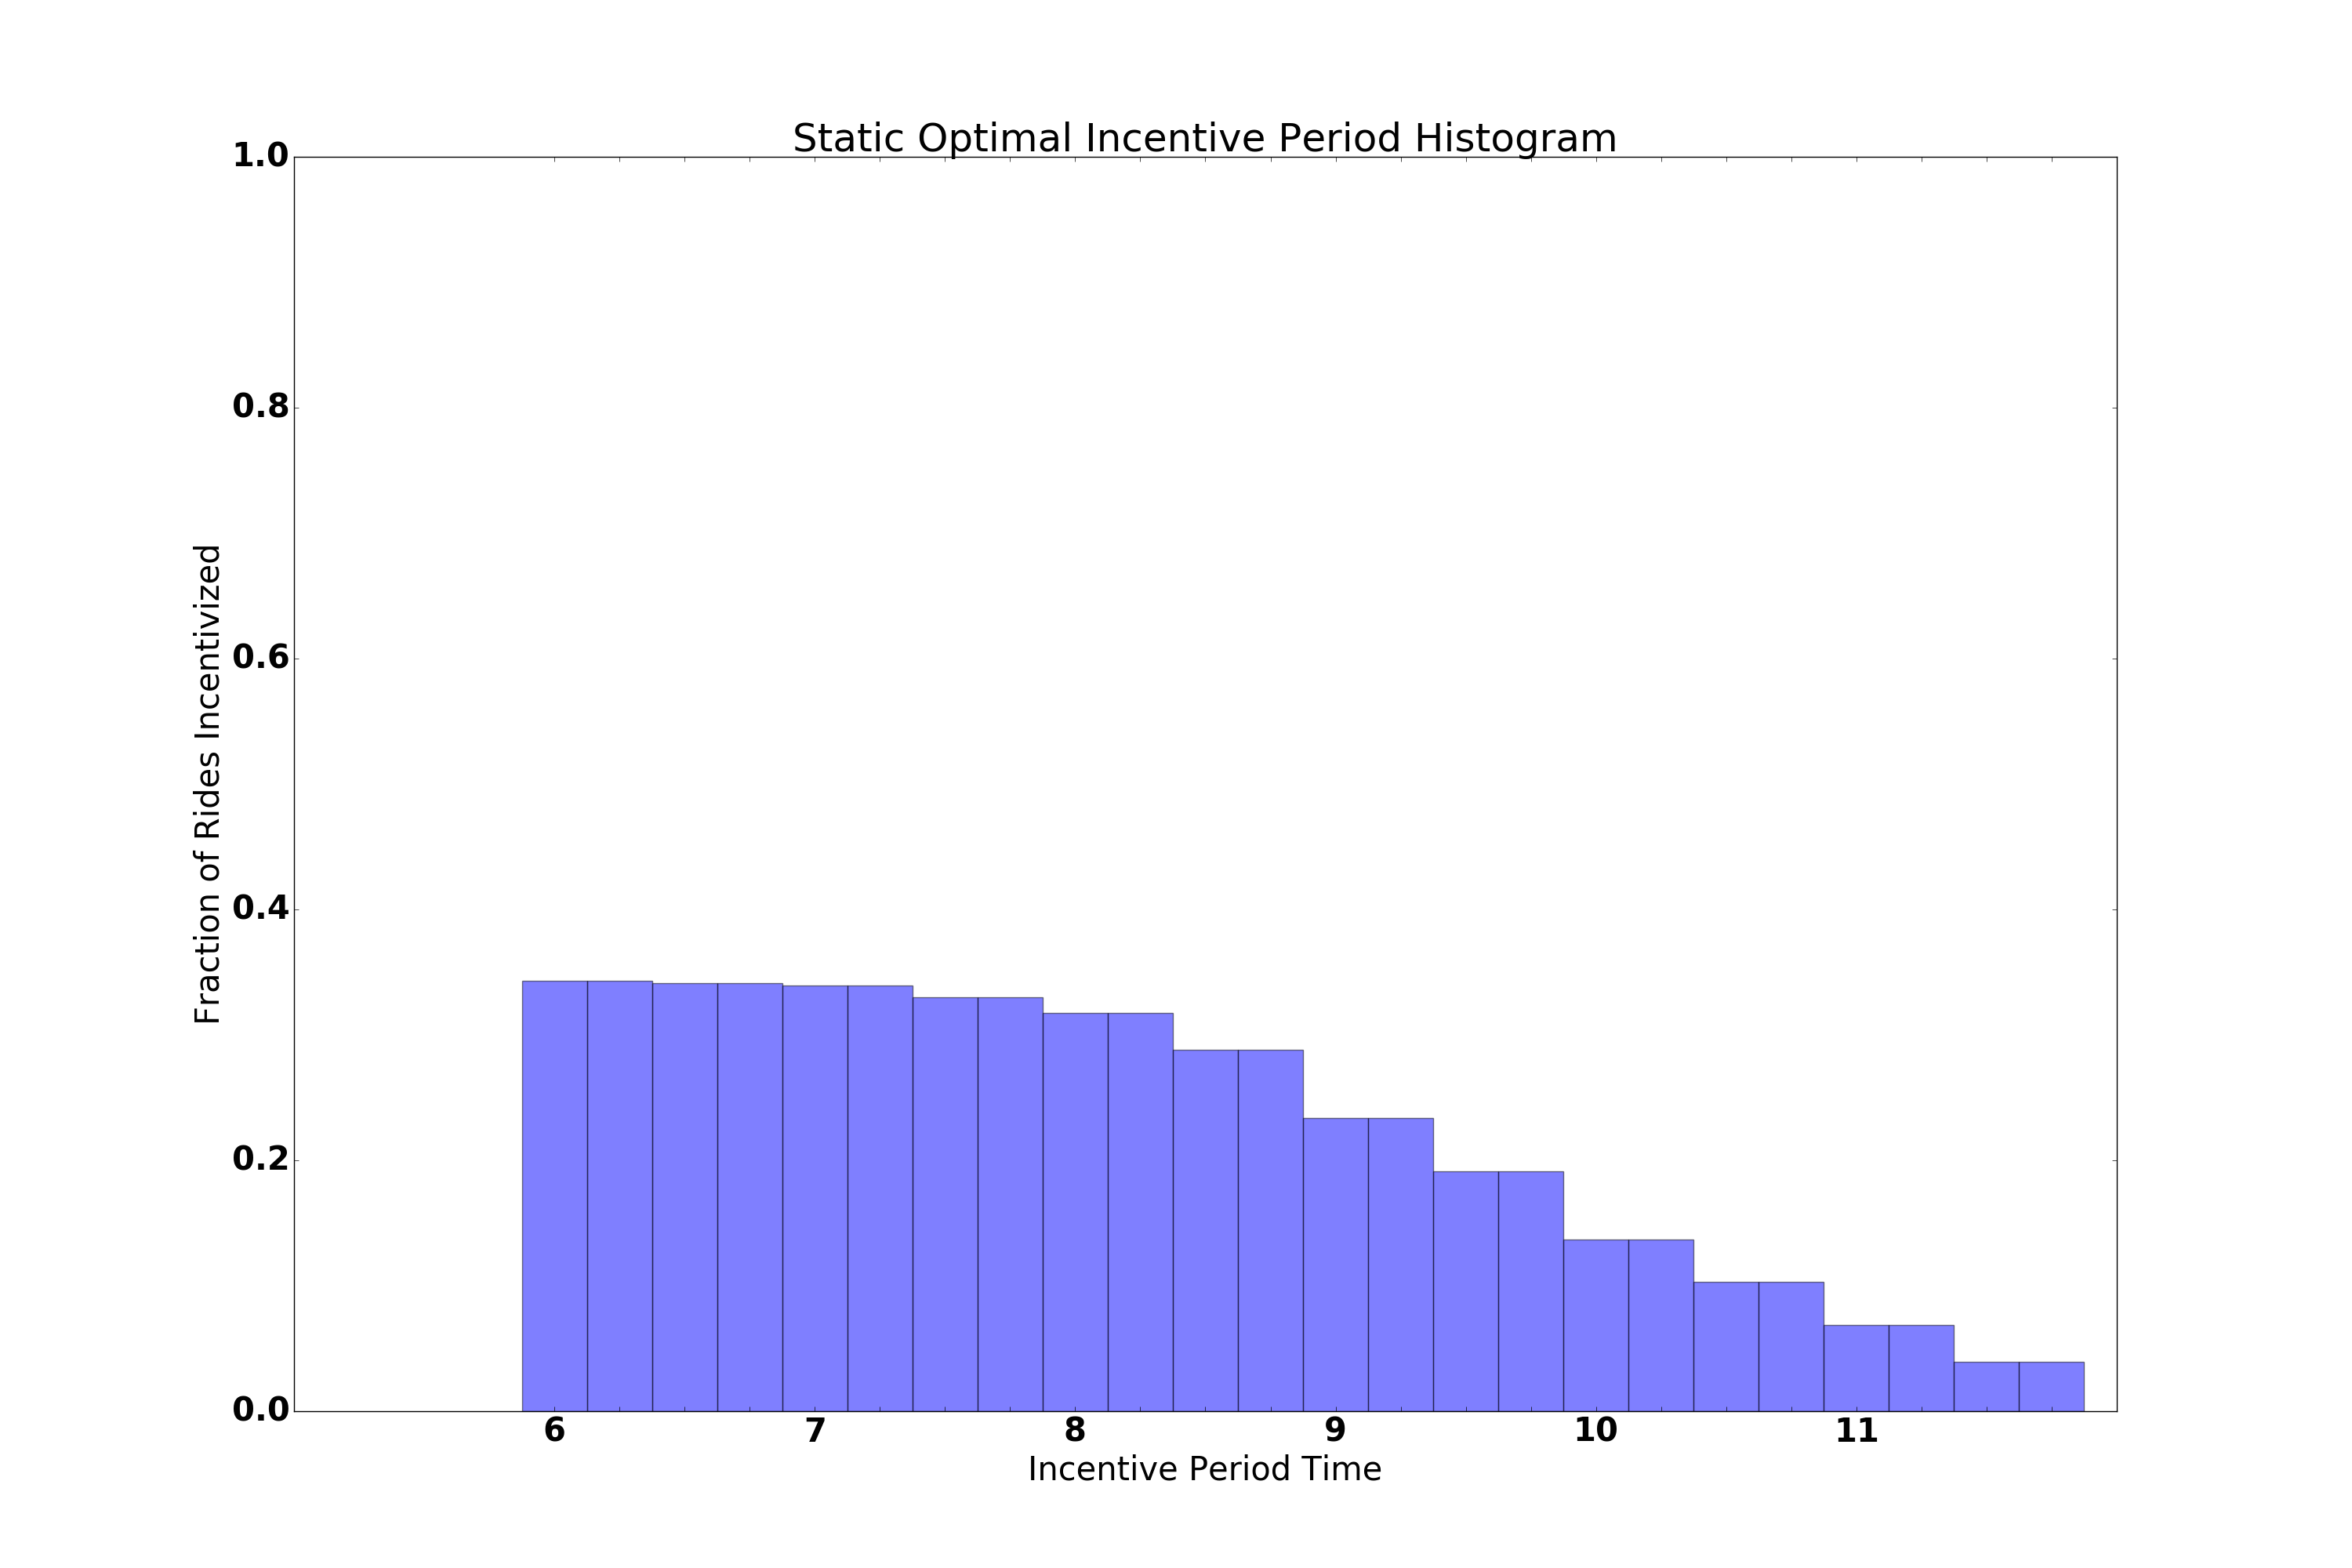 Static Optimal Incentive Period Histogram
1.0
0.8
0.6
0.4
0.2
0.0
Fraction of Rides Incentivized
6 7 8 9 10 11
Incentive Period Time